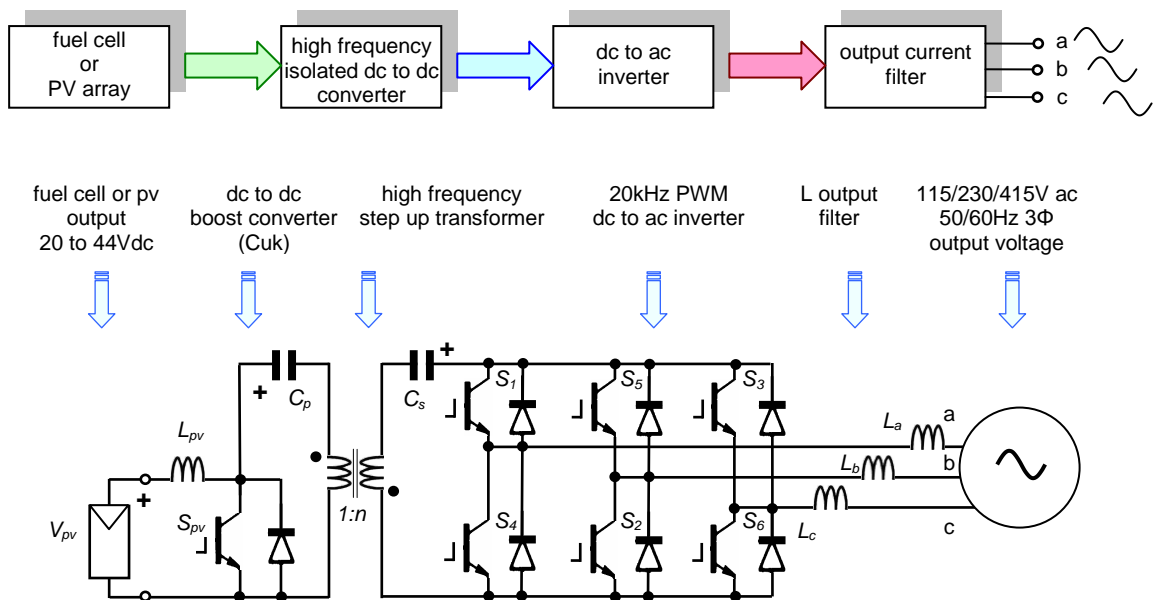 fuel cell
or
PV array
high frequency
isolated dc to dc
converter
dc to ac
inverter
output current
filter
a
b
c
fuel cell or pv
output
20 to 44Vdc
dc to dc
boost converter
(Cuk)
high frequency
step up transformer
20kHz PWM
dc to ac inverter
L output
filter
115/230/415V ac
50/60Hz 3Φ
output voltage
+
Cp
+
Cs
+
S1
S5
S3
Lpv
+
Vpv
Spv
1:n
S4
S2
S6
La
a
Lb
b
Lc
c